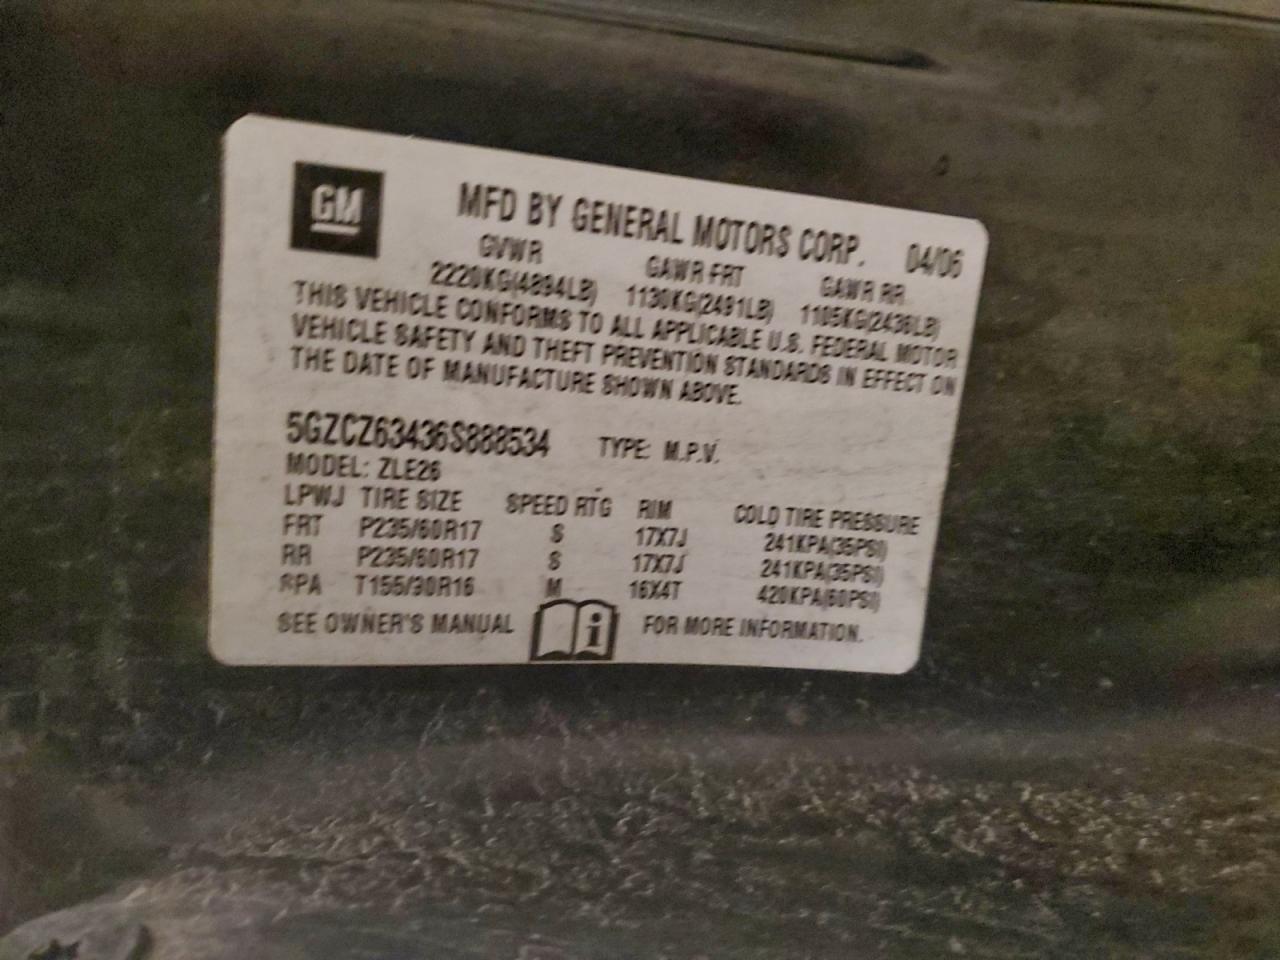 GM
MFD BY GENERAL MOTORS CORP. 04/06
GVWR GAWR FRT GAWR RR
2220KG(4894LB) 1130KG(2491LB) 1105KG(2436LB)
THIS VEHICLE CONFORMS TO ALL APPLICABLE U.S. FEDERAL MOTOR
VEHICLE SAFETY AND THEFT PREVENTION STANDARDS IN EFFECT ON
THE DATE OF MANUFACTURE SHOWN ABOVE.
5GZCZ63436S888534 TYPE: M.P.V.
MODEL: ZLE26
LPWJ TIRE SIZE SPEED RTG RIM COLD TIRE PRESSURE
FRT P235/60R17 S 17X7J 241KPA(35PSI)
RR P235/60R17 S 17X7J 241KPA(35PSI)
SPA T155/90R16 M 16X4T 420KPA(60PSI)
SEE OWNER'S MANUAL i FOR MORE INFORMATION.